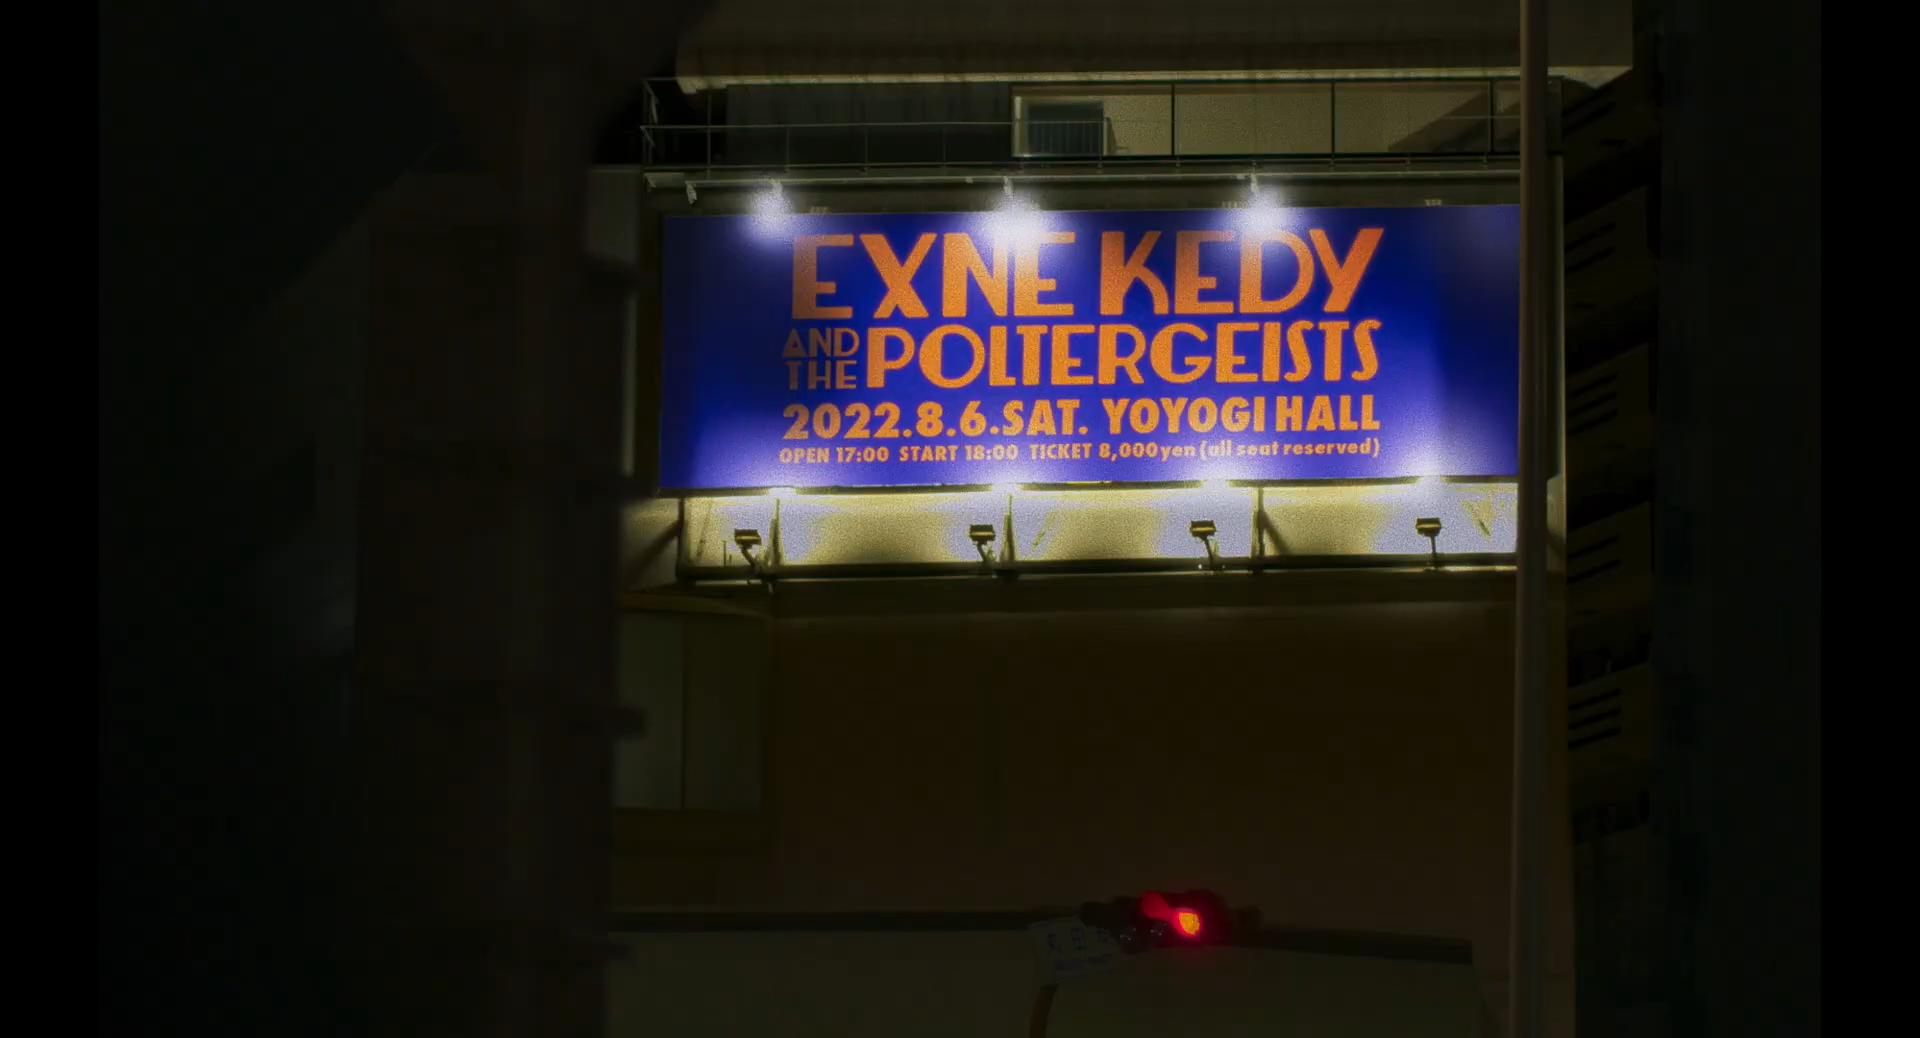 EXNE KEDY
AND THE POLTERGEISTS
2022.8.6.SAT. YOYOGI HALL
OPEN 17:00 START 18:00 TICKET 8,000yen (all seat reserved)